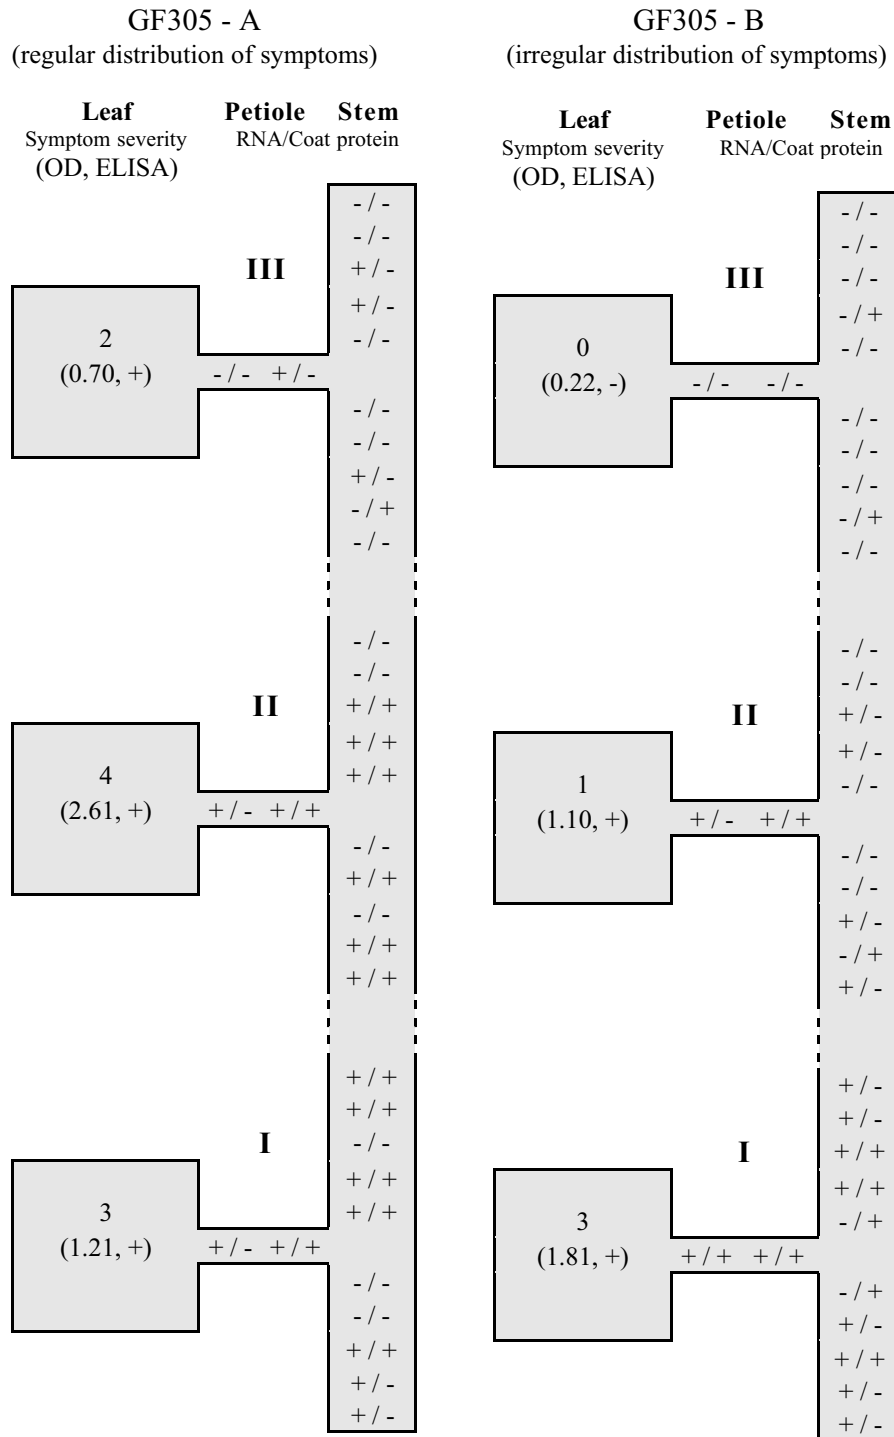 GF305 - A
(regular distribution of symptoms)
Leaf Petiole Stem
Symptom severity RNA/Coat protein
(OD, ELISA)
- / -
- / -
+ / -
III
+ / -
- / -
2
(0.70, +)
- / - + / -
- / -
- / -
+ / -
- / +
- / -
- / -
- / -
II
+ / +
+ / +
+ / +
4
(2.61, +)
+ / - + / +
- / -
+ / +
- / -
+ / +
+ / +
+ / +
+ / +
I
- / -
+ / +
+ / +
3
(1.21, +)
+ / - + / +
- / -
- / -
+ / +
+ / -
+ / -
GF305 - B
(irregular distribution of symptoms)
Leaf Petiole Stem
Symptom severity RNA/Coat protein
(OD, ELISA)
- / -
- / -
- / -
III
- / +
- / -
0
(0.22, -)
- / - - / -
- / -
- / -
- / -
- / +
- / -
- / -
- / -
II
+ / -
+ / -
- / -
1
(1.10, +)
+ / - + / +
- / -
- / -
+ / -
- / +
+ / -
+ / -
+ / -
I
+ / +
+ / +
- / +
3
(1.81, +)
+ / + + / +
- / +
+ / -
+ / +
+ / -
+ / -